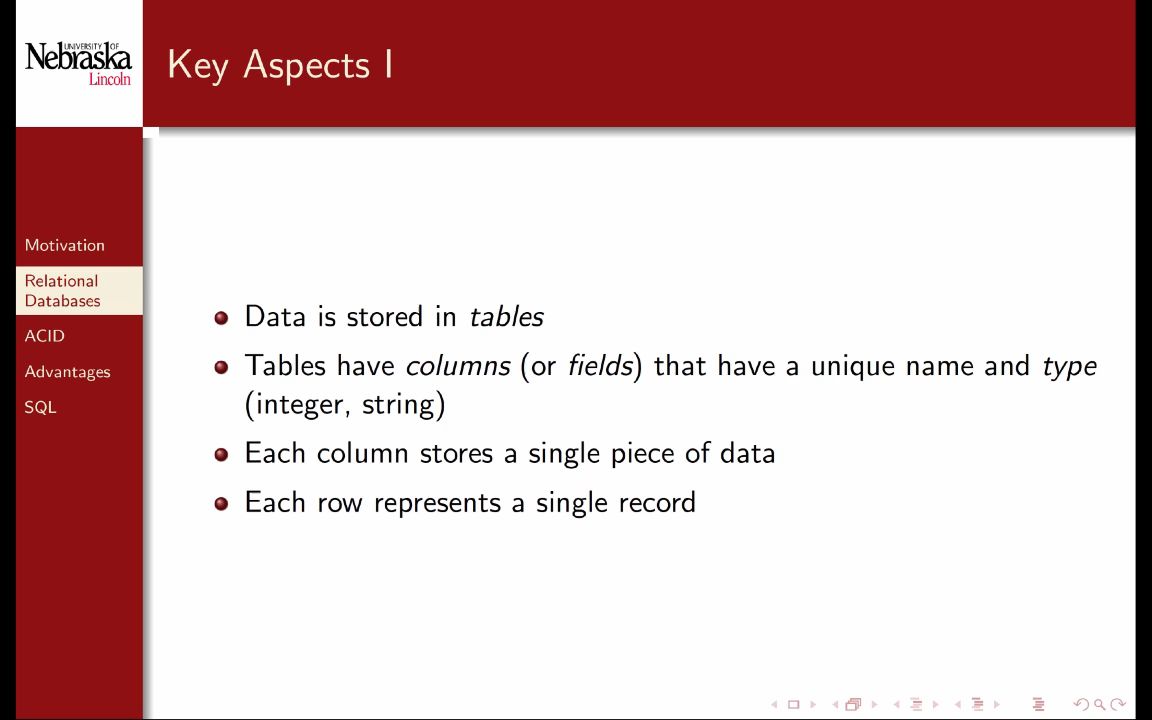 UNIVERSITY OF
Nebraska
Lincoln
Key Aspects I
Motivation
Relational
Databases
ACID
Advantages
SQL
Data is stored in tables
Tables have columns (or fields) that have a unique name and type
(integer, string)
Each column stores a single piece of data
Each row represents a single record